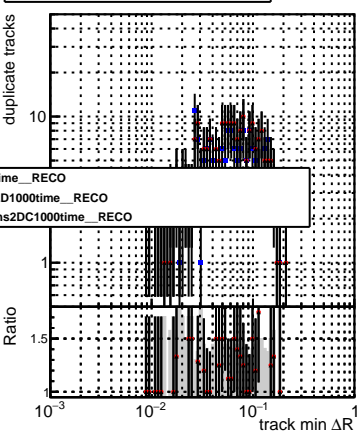 duplicate tracks
10
ime__RECO
D1000time__RECO
ns2DC1000time__RECO
1
Ratio
1.5
1
10−3 10−2 10−1 1
track min ΔR